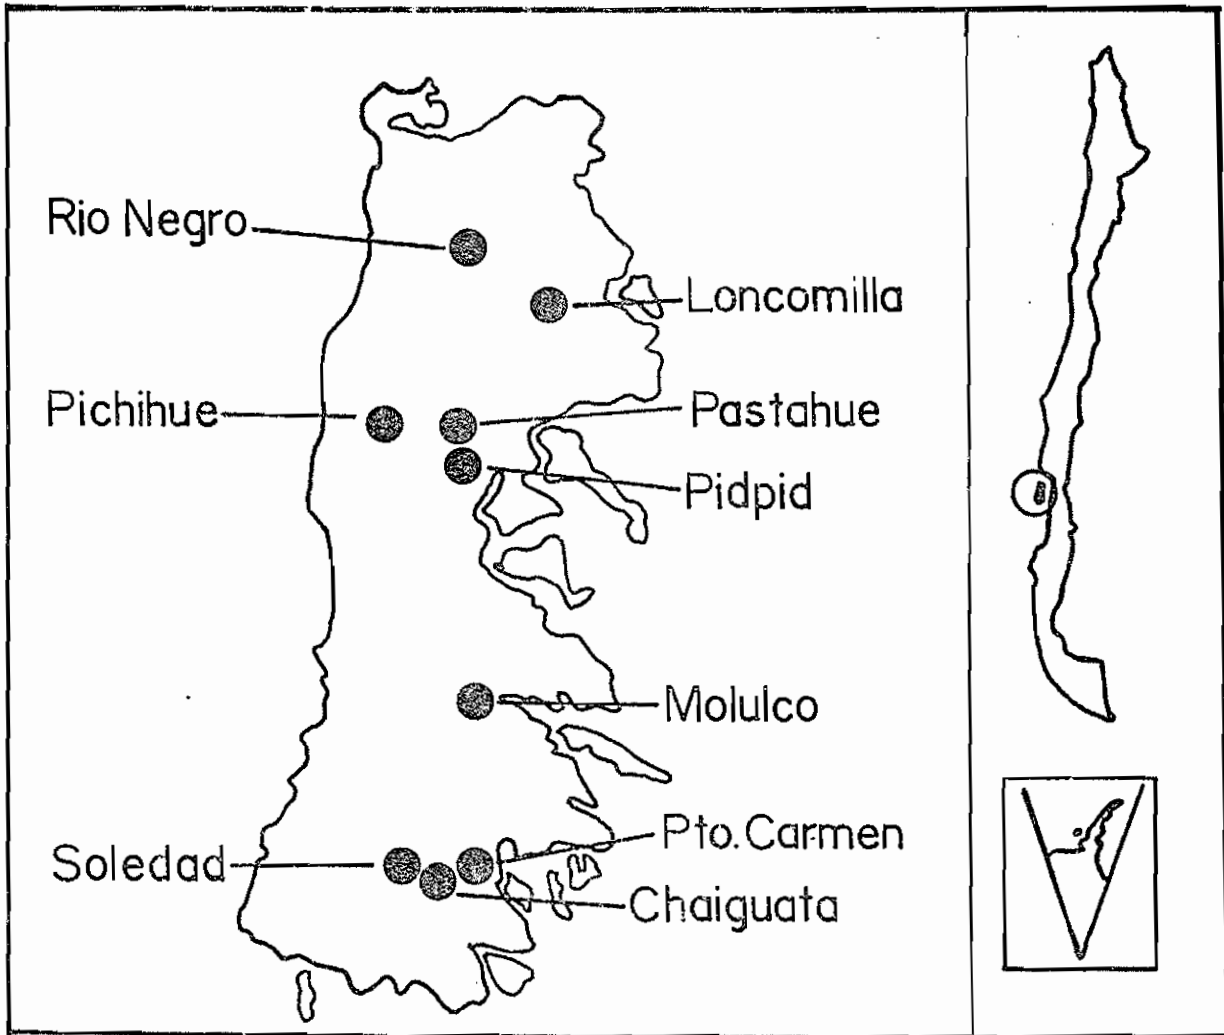 Rio Negro
Loncomilla
Pichihue
Pastahue
Pidpid
Molulco
Pto. Carmen
Soledad
Chaiguata